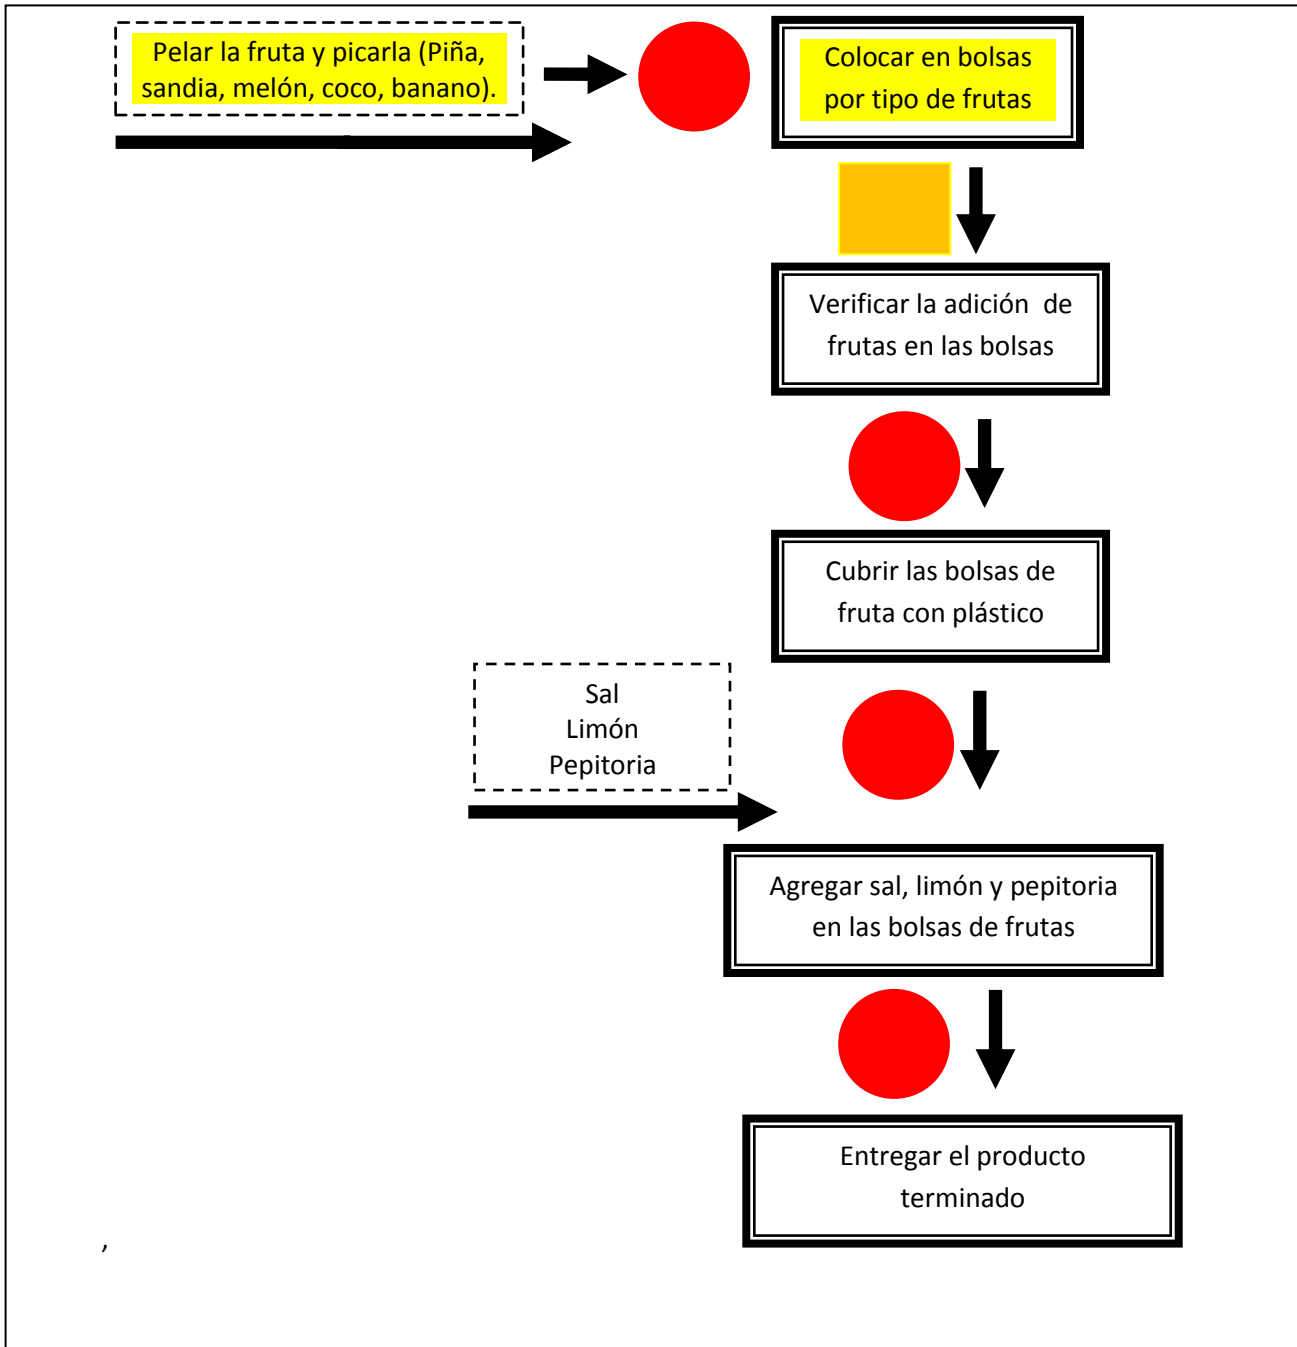 Pelar la fruta y picarla (Piña,
sandia, melón, coco, banano).
Colocar en bolsas
por tipo de frutas
Verificar la adición  de
frutas en las bolsas
Cubrir las bolsas de
fruta con plástico
Sal
Limón
Pepitoria
Agregar sal, limón y pepitoria
en las bolsas de frutas
Entregar el producto
terminado
,